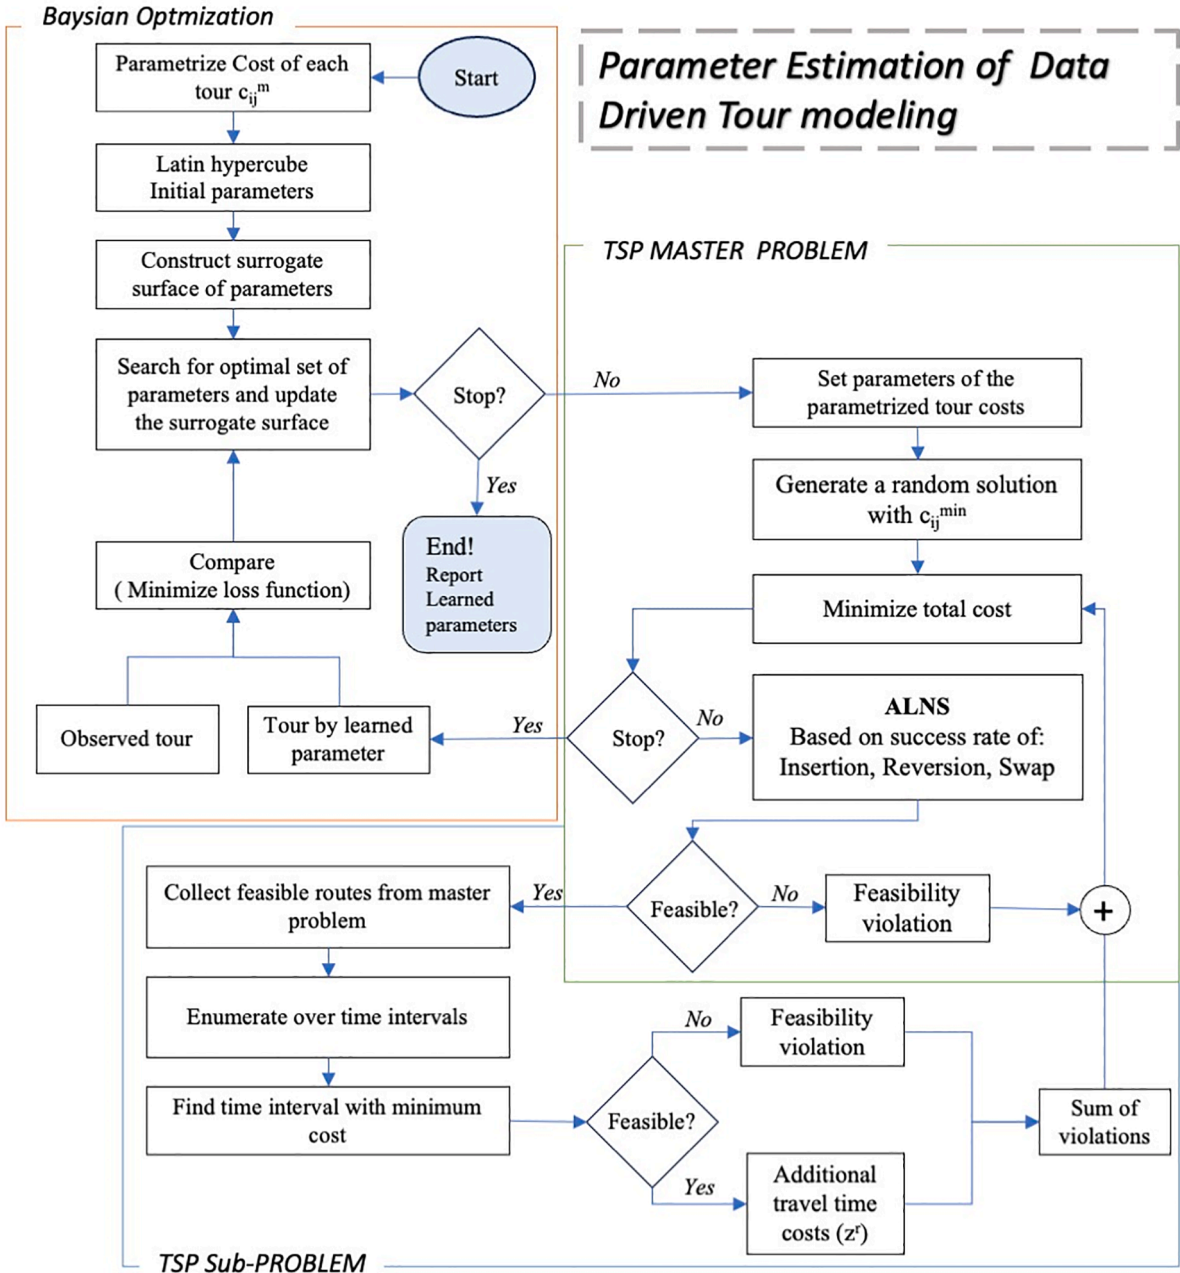 Baysian Optmization
Parameter Estimation of Data
Driven Tour modeling
Start
Parametrize Cost of each
tour cijm
Latin hypercube
Initial parameters
Construct surrogate
surface of parameters
Search for optimal set of
parameters and update
the surrogate surface
Stop?
No
Yes
End!
Report
Learned
parameters
Compare
( Minimize loss function)
Observed tour
Tour by learned
parameter
TSP MASTER PROBLEM
Set parameters of the
parametrized tour costs
Generate a random solution
with cijmin
Minimize total cost
Stop?
Yes
No
ALNS
Based on success rate of:
Insertion, Reversion, Swap
Feasible?
Yes
No
Feasibility
violation
+
Collect feasible routes from master
problem
Enumerate over time intervals
Find time interval with minimum
cost
Feasible?
No
Feasibility
violation
Yes
Additional
travel time
costs (zr)
Sum of
violations
TSP Sub-PROBLEM